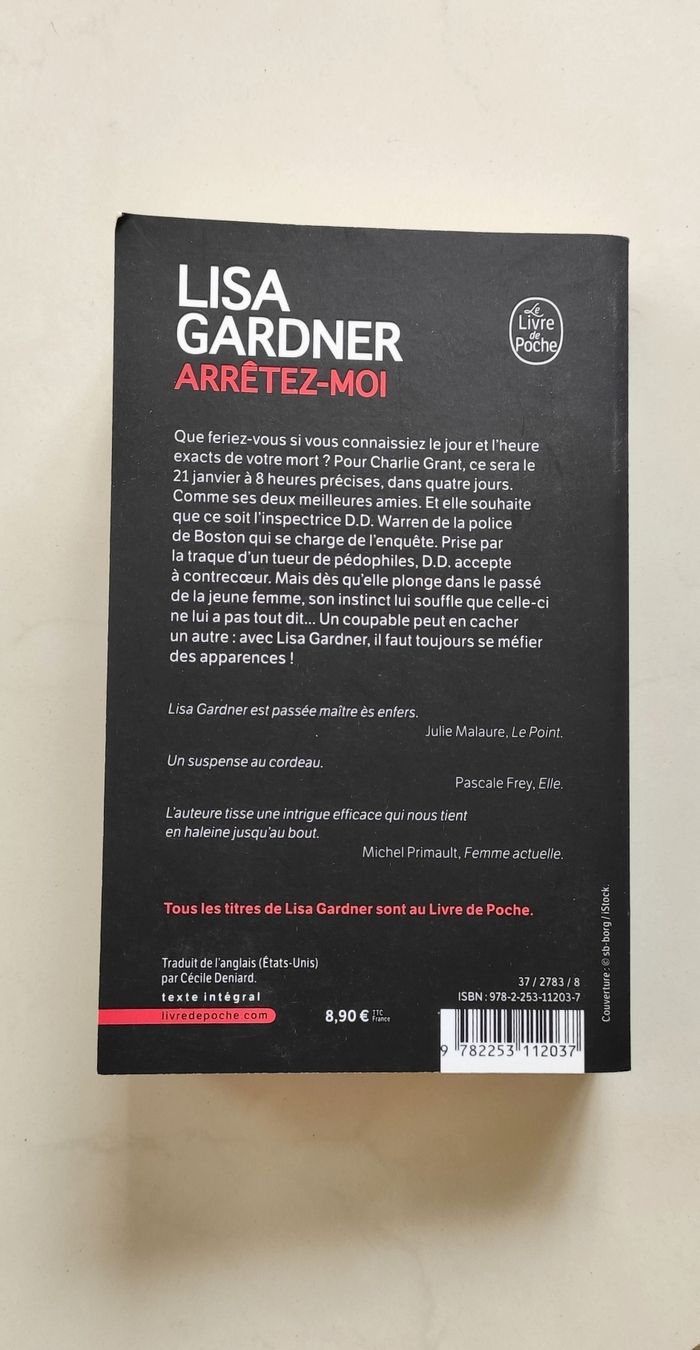 LISA
GARDNER
ARRÊTEZ-MOI
Le
Livre
de
Poche
Que feriez-vous si vous connaissiez le jour et l'heure
exacts de votre mort ? Pour Charlie Grant, ce sera le
21 janvier à 8 heures précises, dans quatre jours.
Comme ses deux meilleures amies. Et elle souhaite
que ce soit l'inspectrice D.D. Warren de la police
de Boston qui se charge de l'enquête. Prise par
la traque d'un tueur de pédophiles, D.D. accepte
à contrecœur. Mais dès qu'elle plonge dans le passé
de la jeune femme, son instinct lui souffle que celle-ci
ne lui a pas tout dit... Un coupable peut en cacher
un autre : avec Lisa Gardner, il faut toujours se méfier
des apparences !
Lisa Gardner est passée maître ès enfers.
Julie Malaure, Le Point.
Un suspense au cordeau.
Pascale Frey, Elle.
L'auteure tisse une intrigue efficace qui nous tient
en haleine jusqu'au bout.
Michel Primault, Femme actuelle.
Tous les titres de Lisa Gardner sont au Livre de Poche.
Traduit de l'anglais (États-Unis)
par Cécile Deniard.
texte intégral
livredepoche.com
8,90 € TTC
France
37 / 2783 / 8
ISBN : 978-2-253-11203-7
9 782253 112037
Couverture : © sb-borg / iStock.